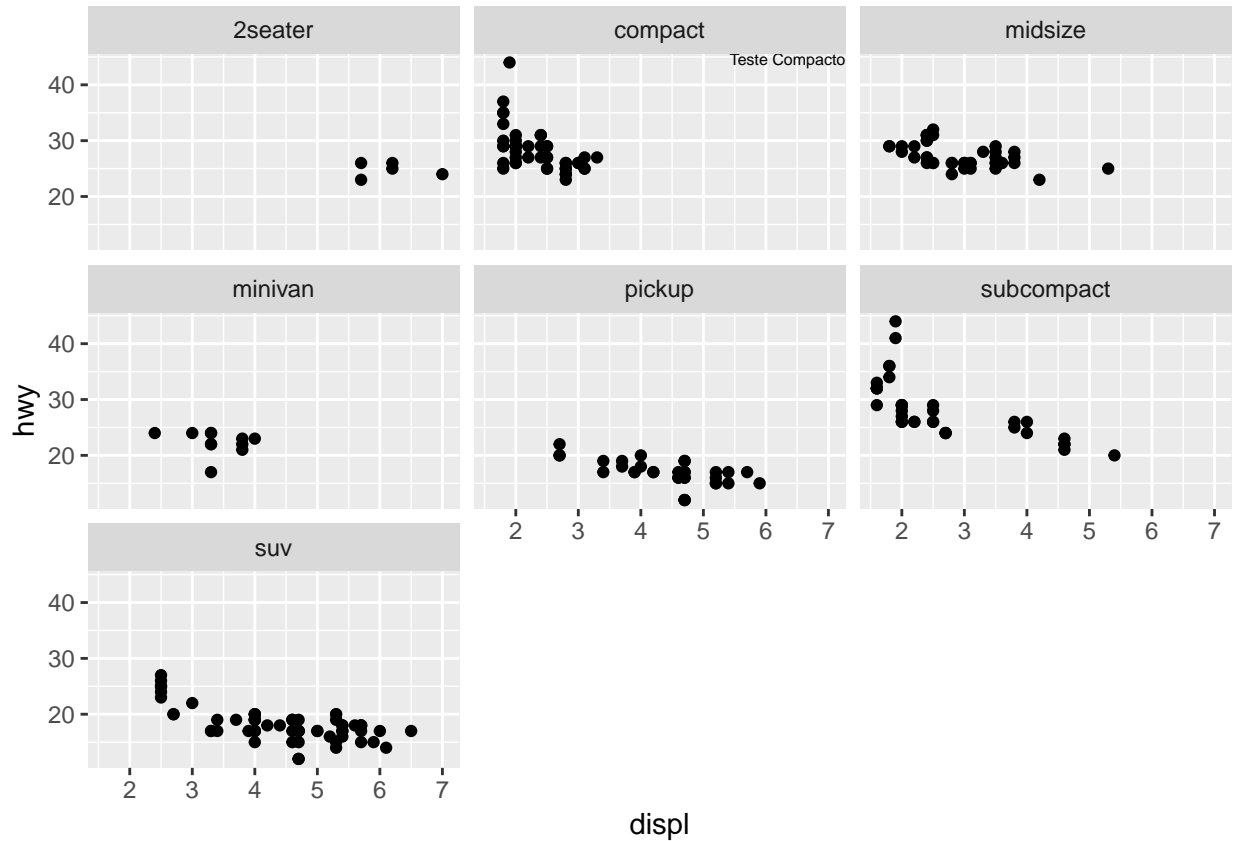 2seater
compact
midsize
Teste Compacto
40
30
20
minivan
pickup
subcompact
40
30
20
hwy
2 3 4 5 6 7
2 3 4 5 6 7
suv
40
30
20
2 3 4 5 6 7
displ